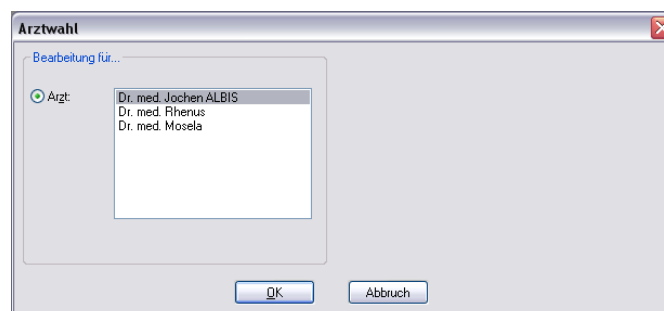 Arztwahl
Bearbeitung für...
Arzt:
Dr. med. Jochen ALBIS
Dr. med. Rhenus
Dr. med. Mosela
OK
Abbruch